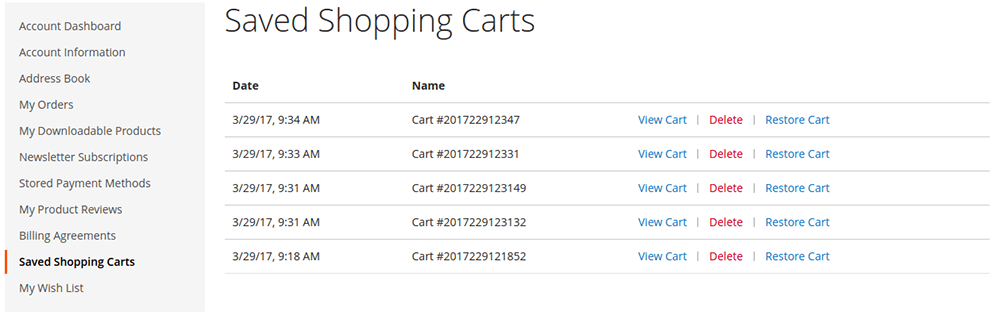 Account Dashboard
Account Information
Address Book
My Orders
My Downloadable Products
Newsletter Subscriptions
Stored Payment Methods
My Product Reviews
Billing Agreements
Saved Shopping Carts
My Wish List
Saved Shopping Carts
Date Name
3/29/17, 9:34 AM Cart #201722912347 View Cart | Delete | Restore Cart
3/29/17, 9:33 AM Cart #201722912331 View Cart | Delete | Restore Cart
3/29/17, 9:31 AM Cart #2017229123149 View Cart | Delete | Restore Cart
3/29/17, 9:31 AM Cart #2017229123132 View Cart | Delete | Restore Cart
3/29/17, 9:18 AM Cart #2017229121852 View Cart | Delete | Restore Cart